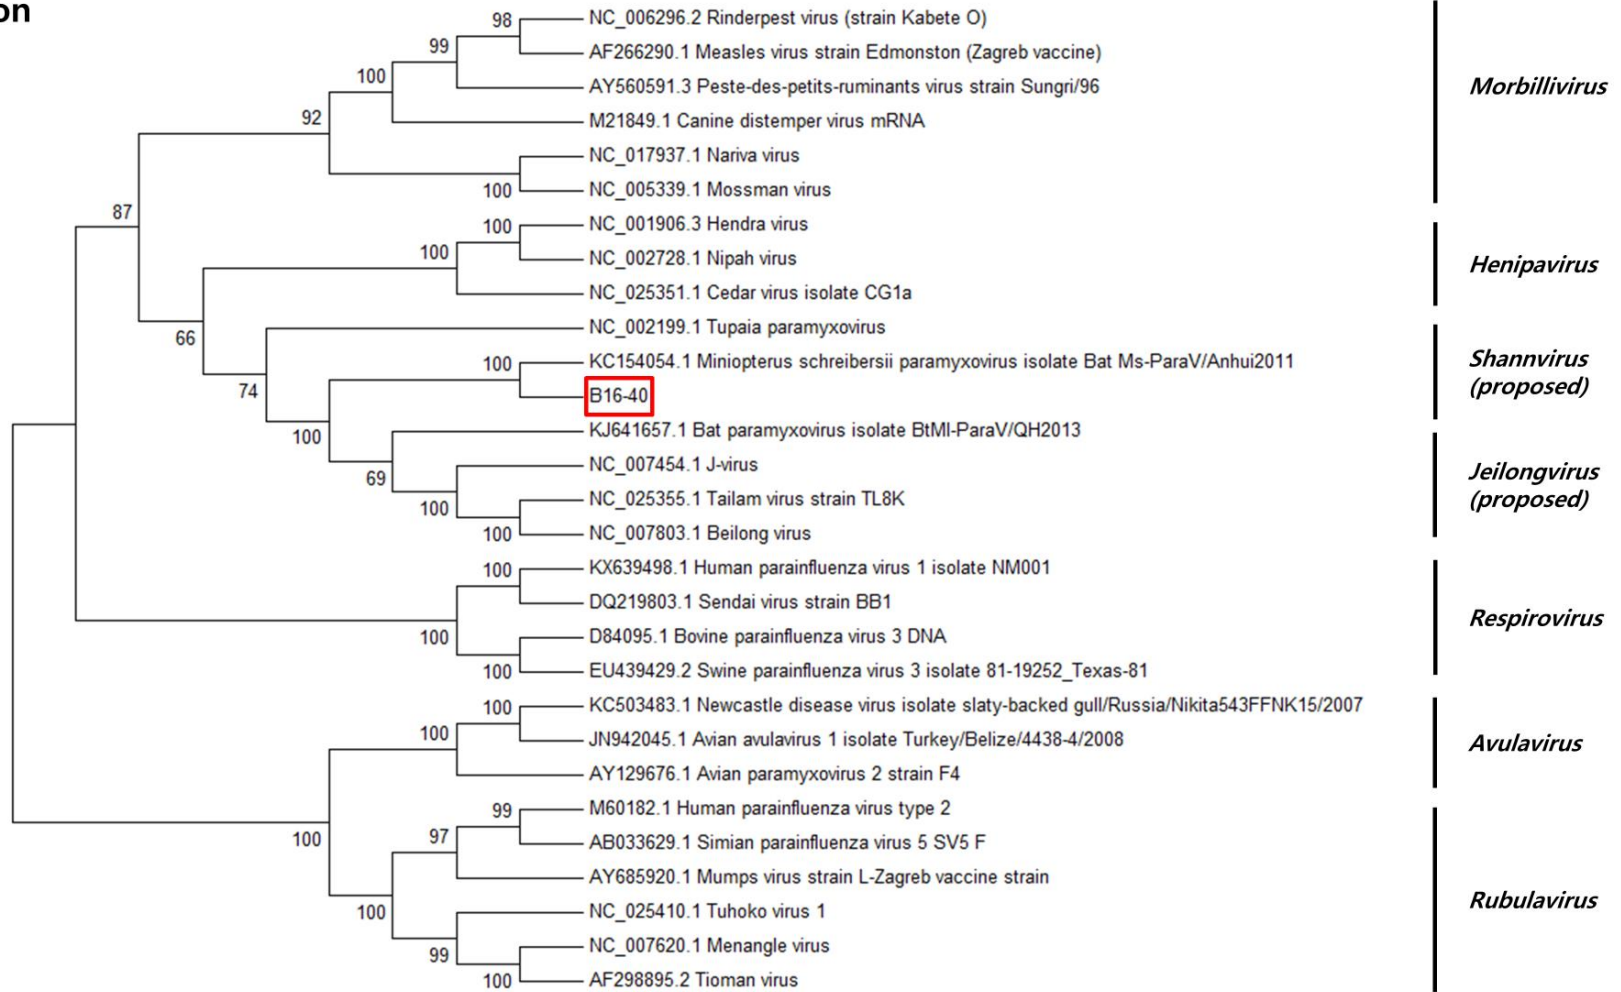 on
98
NC_006296.2 Rinderpest virus (strain Kabete O)
99
AF266290.1 Measles virus strain Edmonston (Zagreb vaccine)
100
AY560591.3 Peste-des-petits-ruminants virus strain Sungri/96
Morbillivirus
92
M21849.1 Canine distemper virus mRNA
NC_017937.1 Nariva virus
100
NC_005339.1 Mossman virus
87
100
NC_001906.3 Hendra virus
100
NC_002728.1 Nipah virus
Henipavirus
NC_025351.1 Cedar virus isolate CG1a
66
NC_002199.1 Tupaia paramyxovirus
100
KC154054.1 Miniopterus schreibersii paramyxovirus isolate Bat Ms-ParaV/Anhui2011
Shannvirus
(proposed)
74
B16-40
100
KJ641657.1 Bat paramyxovirus isolate BtMl-ParaV/QH2013
69
NC_007454.1 J-virus
Jeilongvirus
(proposed)
100
NC_025355.1 Tailam virus strain TL8K
100
NC_007803.1 Beilong virus
100
KX639498.1 Human parainfluenza virus 1 isolate NM001
DQ219803.1 Sendai virus strain BB1
Respirovirus
100
D84095.1 Bovine parainfluenza virus 3 DNA
100
EU439429.2 Swine parainfluenza virus 3 isolate 81-19252_Texas-81
100
KC503483.1 Newcastle disease virus isolate slaty-backed gull/Russia/Nikita543FFNK15/2007
100
JN942045.1 Avian avulavirus 1 isolate Turkey/Belize/4438-4/2008
Avulavirus
AY129676.1 Avian paramyxovirus 2 strain F4
100
99
M60182.1 Human parainfluenza virus type 2
97
AB033629.1 Simian parainfluenza virus 5 SV5 F
AY685920.1 Mumps virus strain L-Zagreb vaccine strain
Rubulavirus
100
NC_025410.1 Tuhoko virus 1
99
NC_007620.1 Menangle virus
100
AF298895.2 Tioman virus